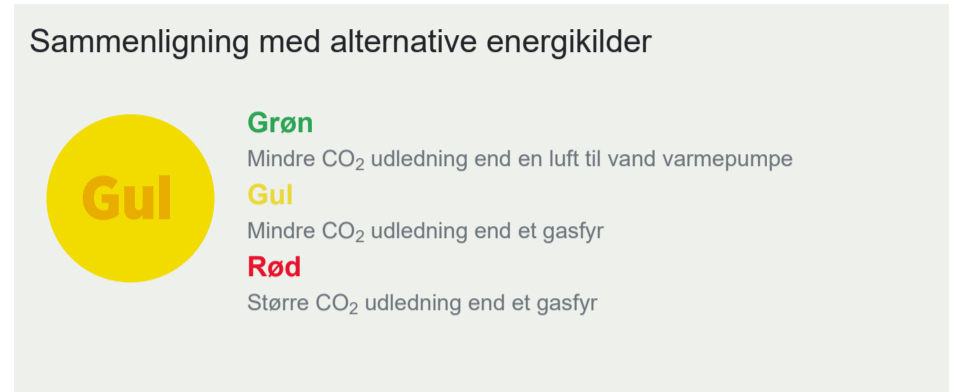 Sammenligning med alternative energikilder
Gul
Grøn
Mindre CO₂ udledning end en luft til vand varmepumpe
Gul
Mindre CO₂ udledning end et gasfyr
Rød
Større CO₂ udledning end et gasfyr